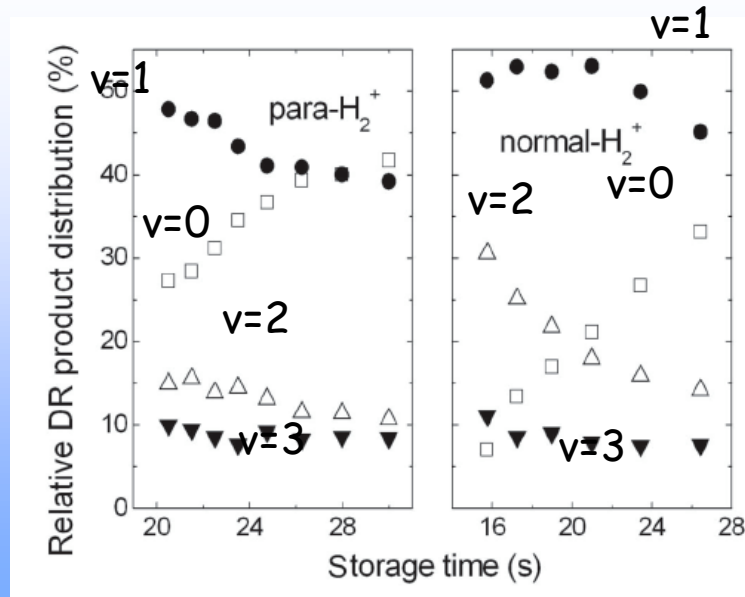 v=1
v=1
50
para-H₂⁺
normal-H₂⁺
40
v=0
v=2
v=0
30
v=2
20
10
v=3
v=3
0
20 24 28
16 20 24 28
Storage time (s)
Relative DR product distribution (%)